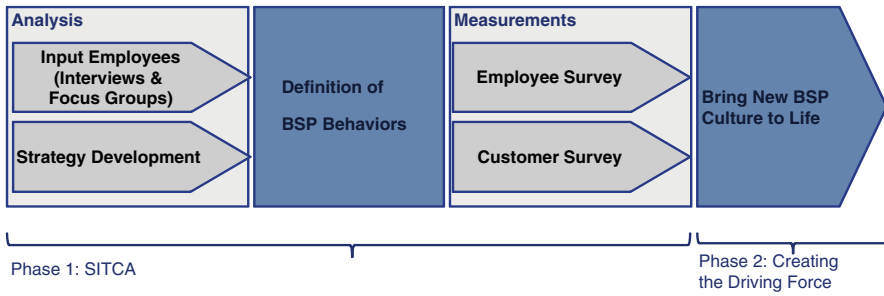 Analysis
Input Employees
(Interviews &
Focus Groups)
Strategy Development
Definition of
BSP Behaviors
Measurements
Employee Survey
Customer Survey
Bring New BSP
Culture to Life
Phase 1: SITCA
Phase 2: Creating
the Driving Force